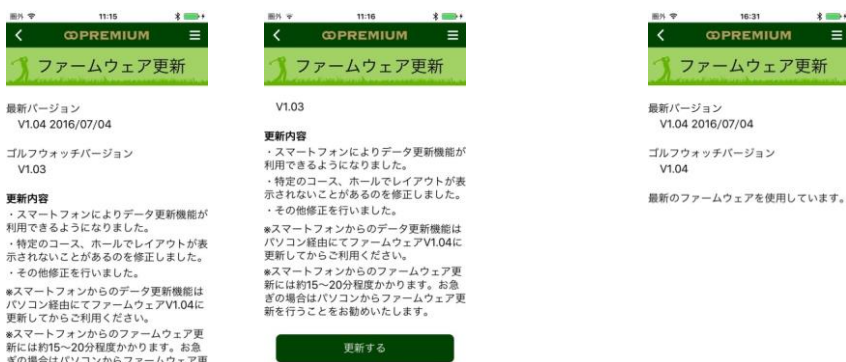 圏外 11:15
PREMIUM
ファームウェア更新
最新バージョン
V1.04 2016/07/04
ゴルフウォッチバージョン
V1.03
更新内容
・スマートフォンによりデータ更新機能が
利用できるようになりました。
・特定のコース、ホールでレイアウトが表
示されないことがあるのを修正しました。
・その他修正を行いました。
※スマートフォンからのデータ更新機能は
パソコン経由にてファームウェアV1.04に
更新してからご利用ください。
※スマートフォンからのファームウェア更
新には約15〜20分程度かかります。お急
ぎの場合はパソコンからファームウェア更
圏外 11:16
PREMIUM
ファームウェア更新
V1.03
更新内容
・スマートフォンによりデータ更新機能が
利用できるようになりました。
・特定のコース、ホールでレイアウトが表
示されないことがあるのを修正しました。
・その他修正を行いました。
※スマートフォンからのデータ更新機能は
パソコン経由にてファームウェアV1.04に
更新してからご利用ください。
※スマートフォンからのファームウェア更
新には約15〜20分程度かかります。お急
ぎの場合はパソコンからファームウェア更
新を行うことをお勧めいたします。
更新する
圏外 16:31
PREMIUM
ファームウェア更新
最新バージョン
V1.04 2016/07/04
ゴルフウォッチバージョン
V1.04
最新のファームウェアを使用しています。